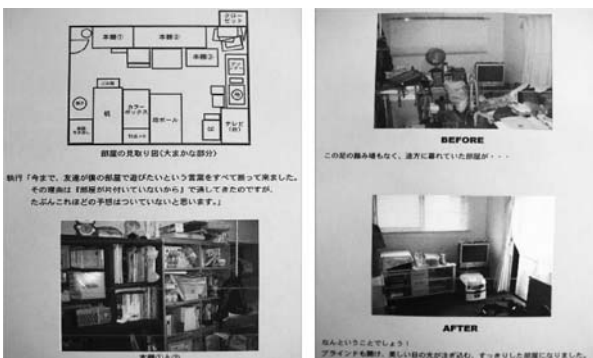 クロー
ゼット
本棚①
本棚②
本棚③
机
カラー
ボックス
段ボール
テレビ
(台)
部屋の見取り図(大まかな部分)
執行「今まで、友達が僕の部屋で遊びたいという言葉をすべて断って来ました。
その理由は『部屋が片付いていないから』で通してきたのですが、
たぶんこれほどの予想はついていないと思います。」
本棚①と②
BEFORE
この足の踏み場もなく、途方に暮れていた部屋が・・・
AFTER
なんということでしょう!
ブラインドも開け、美しい日の光が注ぎ込む、すっきりした部屋になりました。